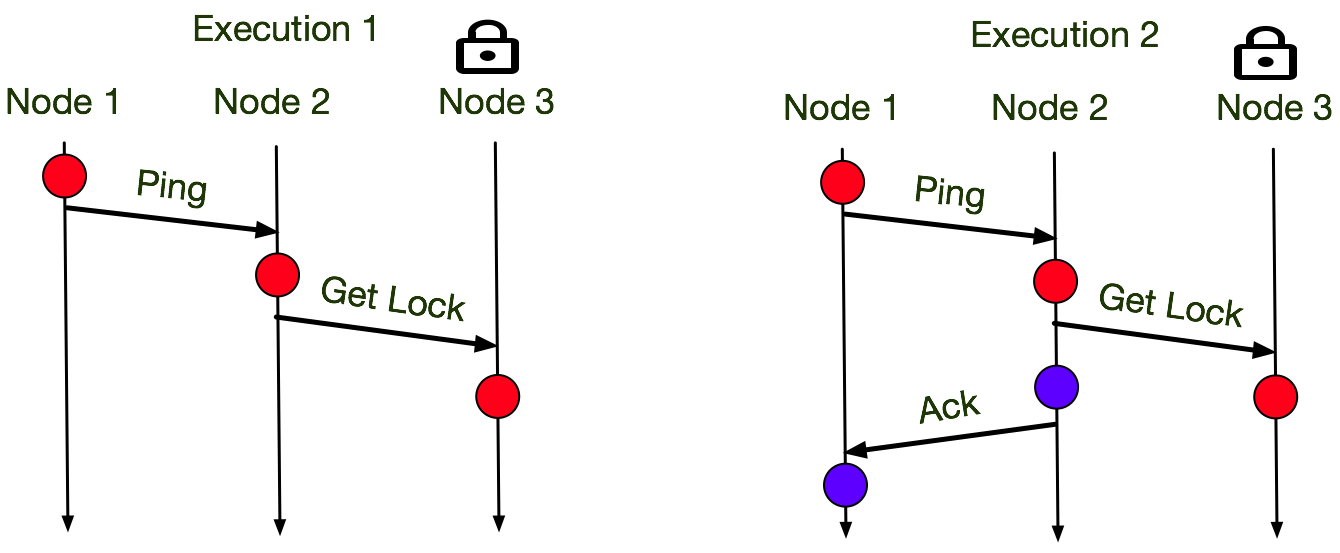 Execution 1
Node 1 Node 2 Node 3
Ping
Get Lock
Execution 2
Node 1 Node 2 Node 3
Ping
Get Lock
Ack